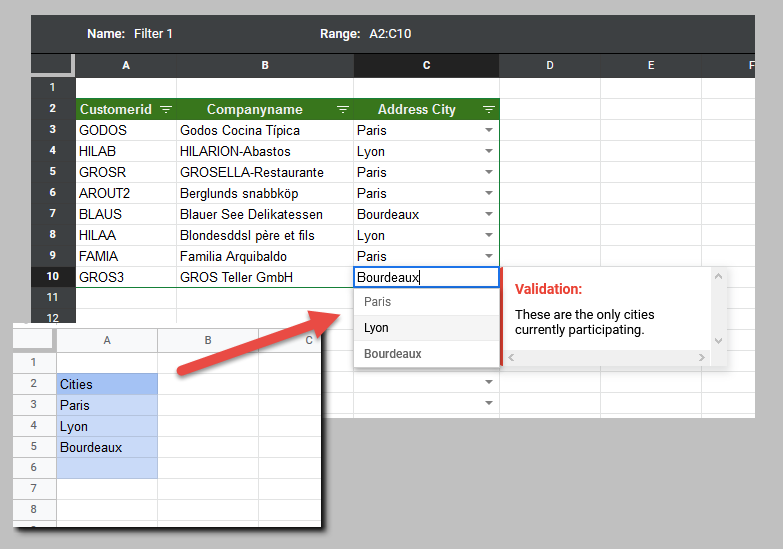 Name: Filter 1 Range: A2:C10
A B C D E F
1
2 Customerid Companyname Address City
3 GODOS Godos Cocina Típica Paris
4 HILAB HILARION-Abastos Lyon
5 GROSR GROSELLA-Restaurante Paris
6 AROUT2 Berglunds snabbköp Paris
7 BLAUS Blauer See Delikatessen Bourdeaux
8 HILAA Blondesddsl père et fils Lyon
9 FAMIA Familia Arquibaldo Paris
10 GROS3 GROS Teller GmbH Bourdeaux
11
12
Paris
Lyon
Bourdeaux
Validation:
These are the only cities
currently participating.
A B C
1
2 Cities
3 Paris
4 Lyon
5 Bourdeaux
6
7
8